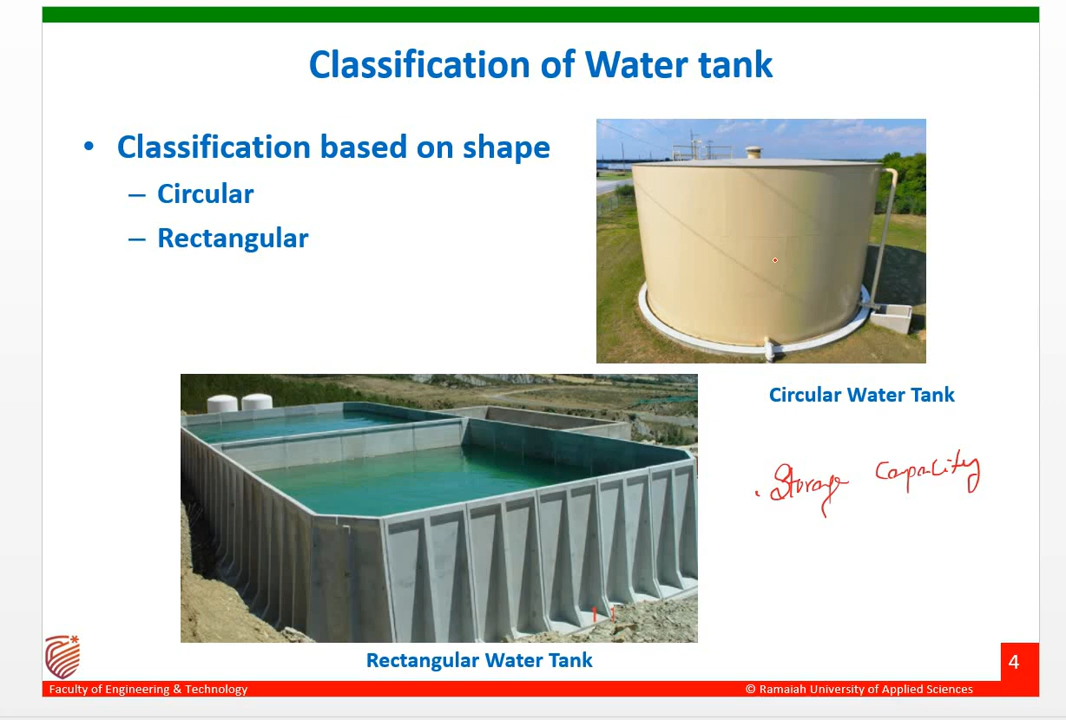 Classification of Water tank
• Classification based on shape
– Circular
– Rectangular
Circular Water Tank
. Storage Capacity
Rectangular Water Tank
4
Faculty of Engineering & Technology
© Ramaiah University of Applied Sciences